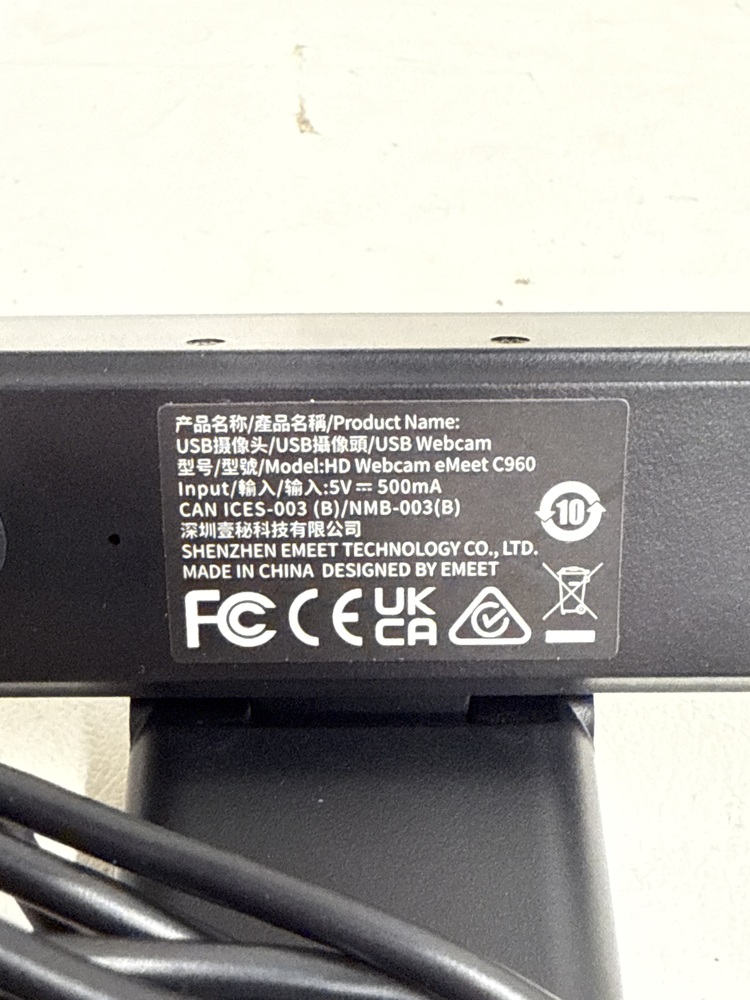 产品名称/產品名稱/Product Name:
USB摄像头/USB攝像頭/USB Webcam
型号/型號/Model:HD Webcam eMeet C960
Input/輸入/输入:5V⎓500mA
CAN ICES-003 (B)/NMB-003(B)
深圳壹秘科技有限公司
SHENZHEN EMEET TECHNOLOGY CO., LTD.
MADE IN CHINA DESIGNED BY EMEET
10
FC CE UK CA